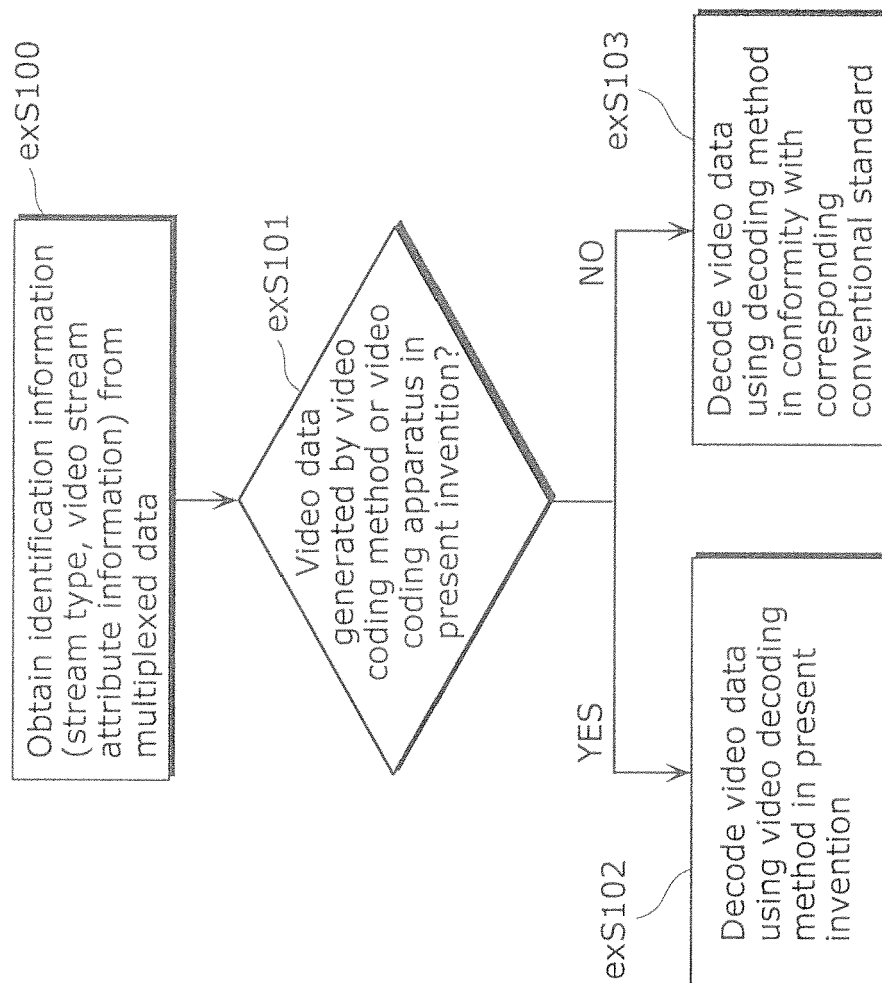 exS100
Obtain identification information
(stream type, video stream
attribute information) from
multiplexed data
exS101
Video data
generated by video
coding method or video
coding apparatus in
present invention?
YES
NO
exS102
Decode video data
using video decoding
method in present
invention
exS103
Decode video data
using decoding method
in conformity with
corresponding
conventional standard